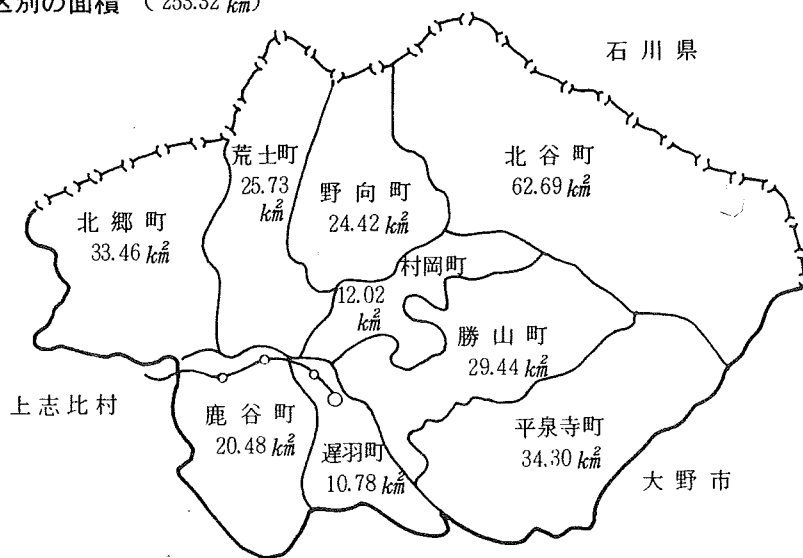 区別の面積 (253.32 km²)
石川県
荒土町
25.73
km²
野向町
24.42 km²
北谷町
62.69 km²
北郷町
33.46 km²
村岡町
12.02
km²
勝山町
29.44 km²
上志比村
鹿谷町
20.48 km²
遅羽町
10.78 km²
平泉寺町
34.30 km²
大野市